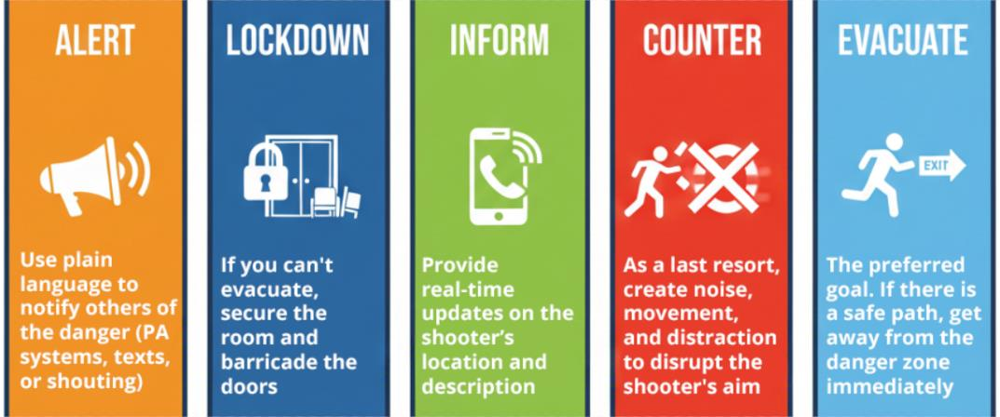 ALERT
Use plain
language to
notify others of
the danger (PA
systems, texts,
or shouting)
LOCKDOWN
If you can't
evacuate,
secure the
room and
barricade the
doors
INFORM
Provide
real-time
updates on the
shooter’s
location and
description
COUNTER
As a last resort,
create noise,
movement,
and distraction
to disrupt the
shooter's aim
EVACUATE
EXIT
The preferred
goal. If there is
a safe path, get
away from the
danger zone
immediately